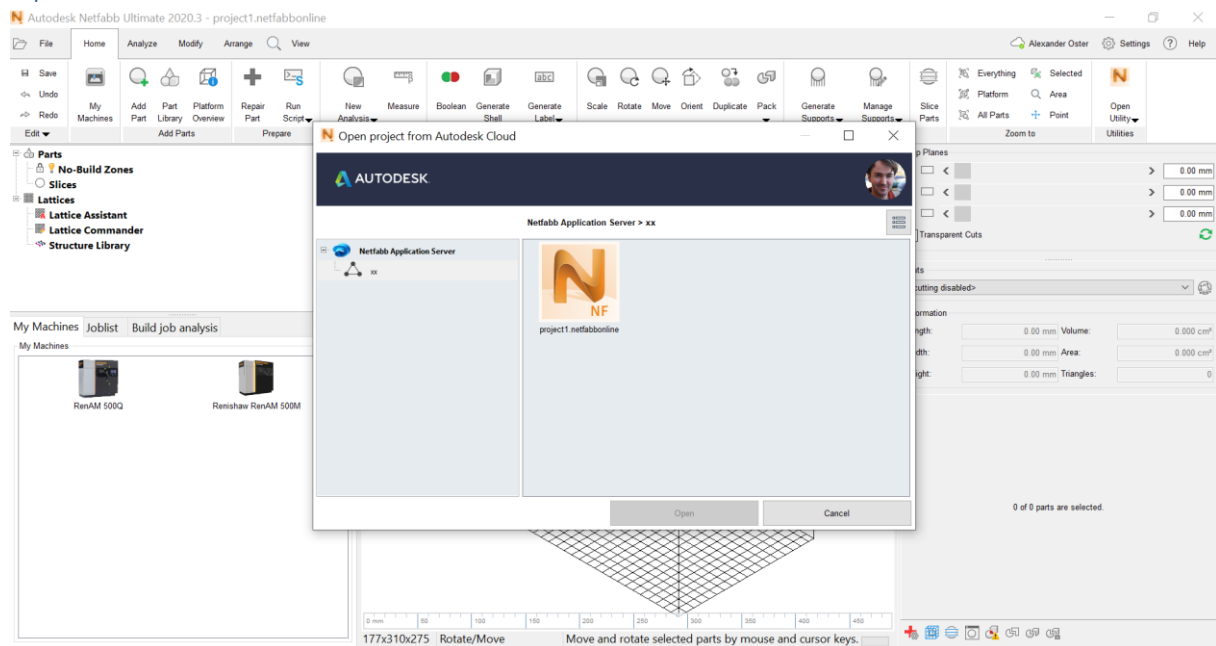 Autodesk Netfabb Ultimate 2020.3 - project1.netfabbonline
File Home Analyze Modify Arrange View Alexander Oster Settings Help
Save
Undo
Redo
Edit
My Machines
Add Part
Part Library
Platform Overview
Add Parts
Repair Part
Run Script
Prepare
New Analysis
Measure
Boolean
Generate Shell
Generate Label
abc
Scale
Rotate
Move
Orient
Duplicate
Pack
Generate Supports
Manage Supports
Slice Parts
Everything Selected
Platform Area
All Parts Point
Zoom to
Open Utility
Utilities
Parts
No-Build Zones
Slices
Lattices
Lattice Assistant
Lattice Commander
Structure Library
My Machines Joblist Build job analysis
My Machines
RenAM 500Q Renishaw RenAM 500M
Open project from Autodesk Cloud
AUTODESK.
Netfabb Application Server > xx
Netfabb Application Server
xx
NF
project1.netfabbonline
Open Cancel
p Planes
0.00 mm
0.00 mm
0.00 mm
Transparent Cuts
cutting disabled>
ormation
ngth: 0.00 mm Volume: 0.000 cm³
dth: 0.00 mm Area: 0.000 cm²
ight: 0.00 mm Triangles: 0
0 of 0 parts are selected.
0 mm 50 100 150 200 250 300 350 400 450
177x310x275 Rotate/Move Move and rotate selected parts by mouse and cursor keys.